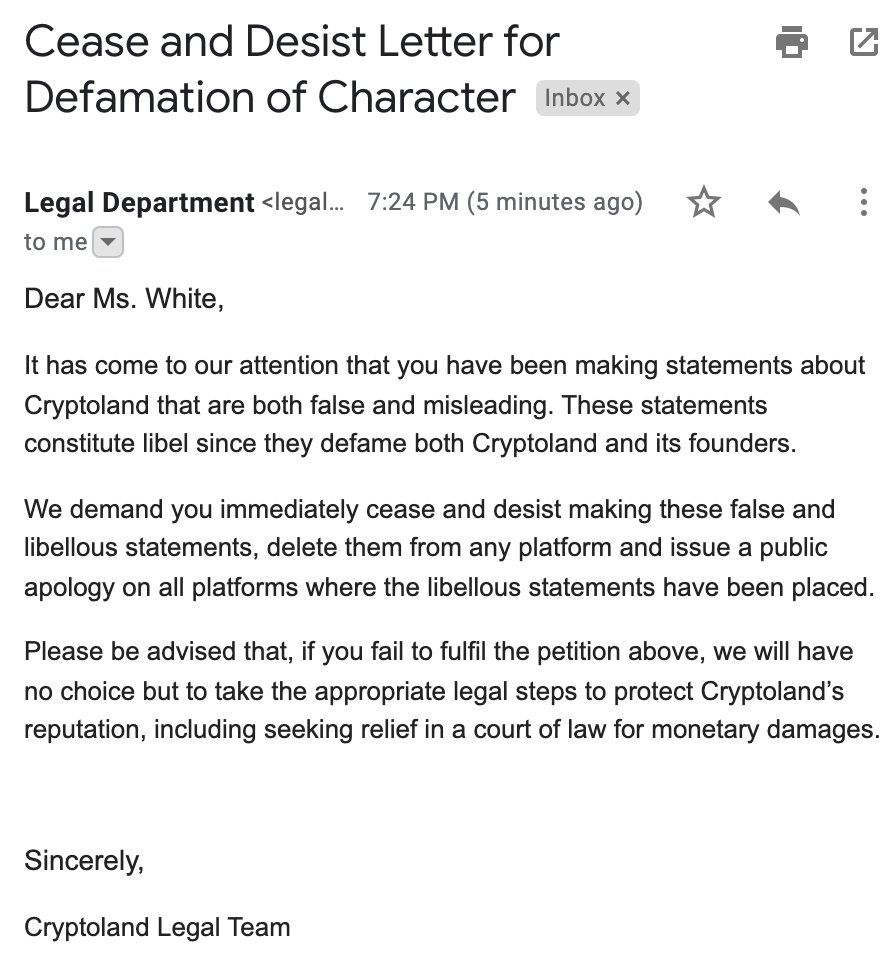 Cease and Desist Letter for
Defamation of Character Inbox ×
Legal Department <legal... 7:24 PM (5 minutes ago)
to me
Dear Ms. White,
It has come to our attention that you have been making statements about
Cryptoland that are both false and misleading. These statements
constitute libel since they defame both Cryptoland and its founders.
We demand you immediately cease and desist making these false and
libellous statements, delete them from any platform and issue a public
apology on all platforms where the libellous statements have been placed.
Please be advised that, if you fail to fulfil the petition above, we will have
no choice but to take the appropriate legal steps to protect Cryptoland’s
reputation, including seeking relief in a court of law for monetary damages.
Sincerely,
Cryptoland Legal Team